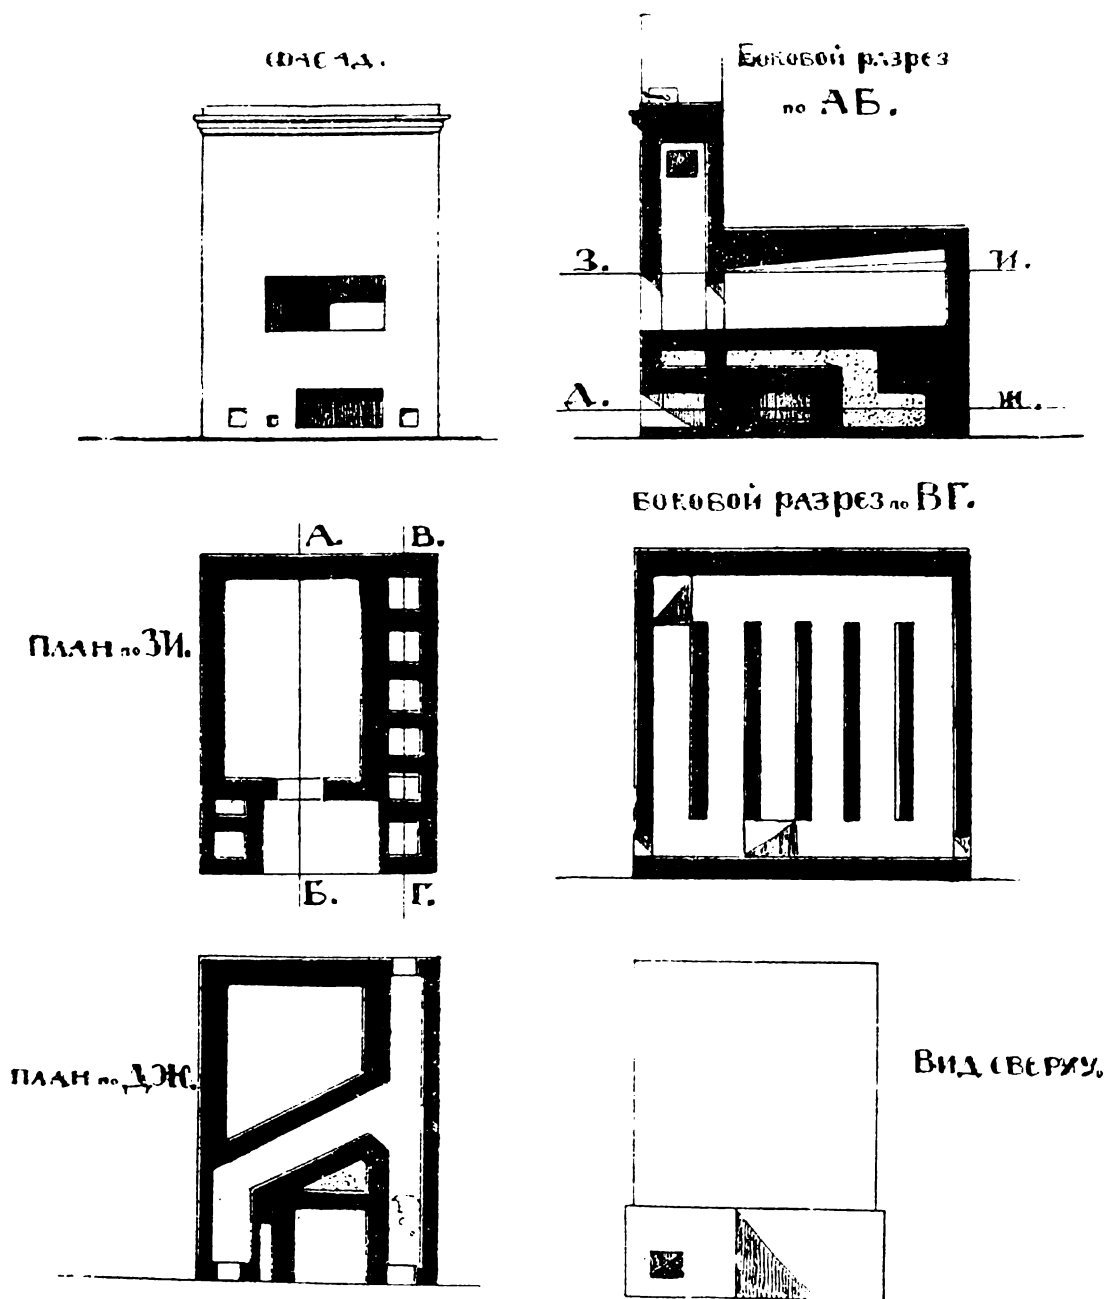 ФАСАД.
Боковой разрез
по АБ.
З.
И.
Д.
Ж.
Боковой разрез по ВГ.
А.
В.
План по ЗИ.
Б.
Г.
План по ДЖ.
Вид сверху.